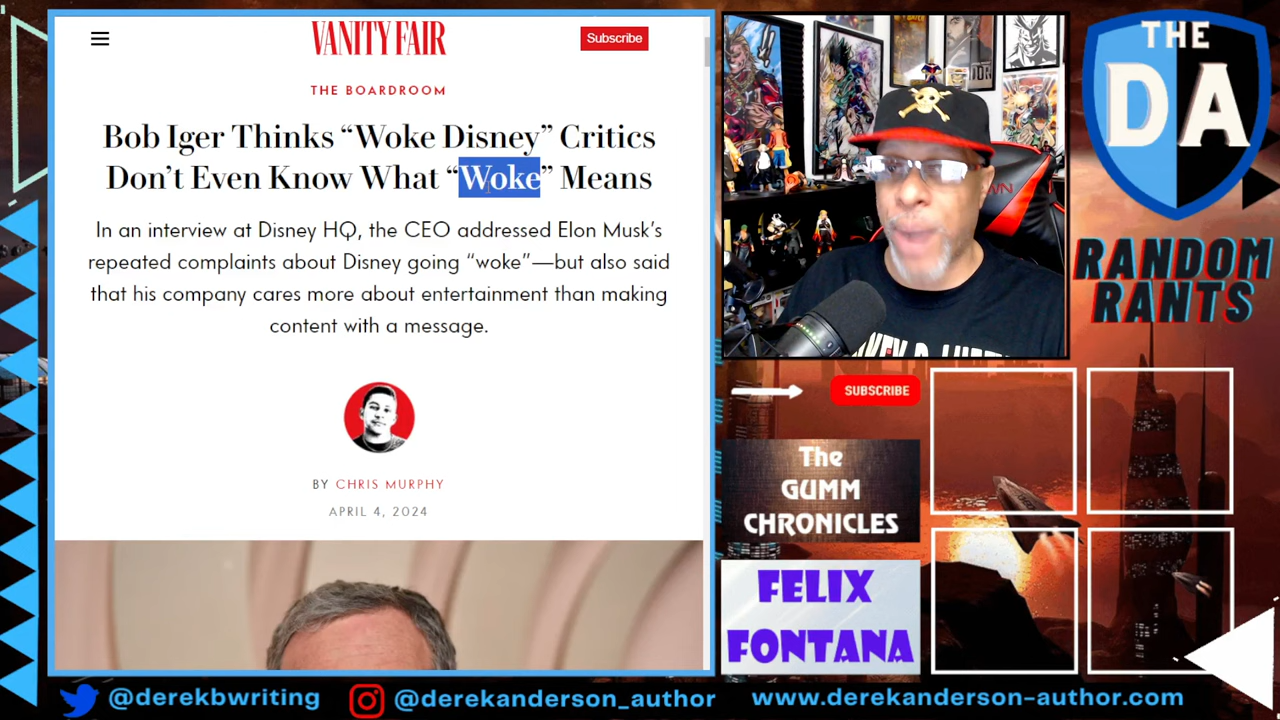 VANITY FAIR
Subscribe
THE BOARDROOM
Bob Iger Thinks “Woke Disney” Critics
Don’t Even Know What “Woke” Means
In an interview at Disney HQ, the CEO addressed Elon Musk’s
repeated complaints about Disney going “woke”—but also said
that his company cares more about entertainment than making
content with a message.
BY CHRIS MURPHY
APRIL 4, 2024
THE
DA
RANDOM
RANTS
SUBSCRIBE
The
GUMM
CHRONICLES
FELIX
FONTANA
@derekbwriting
@derekanderson_author
www.derekanderson-author.com